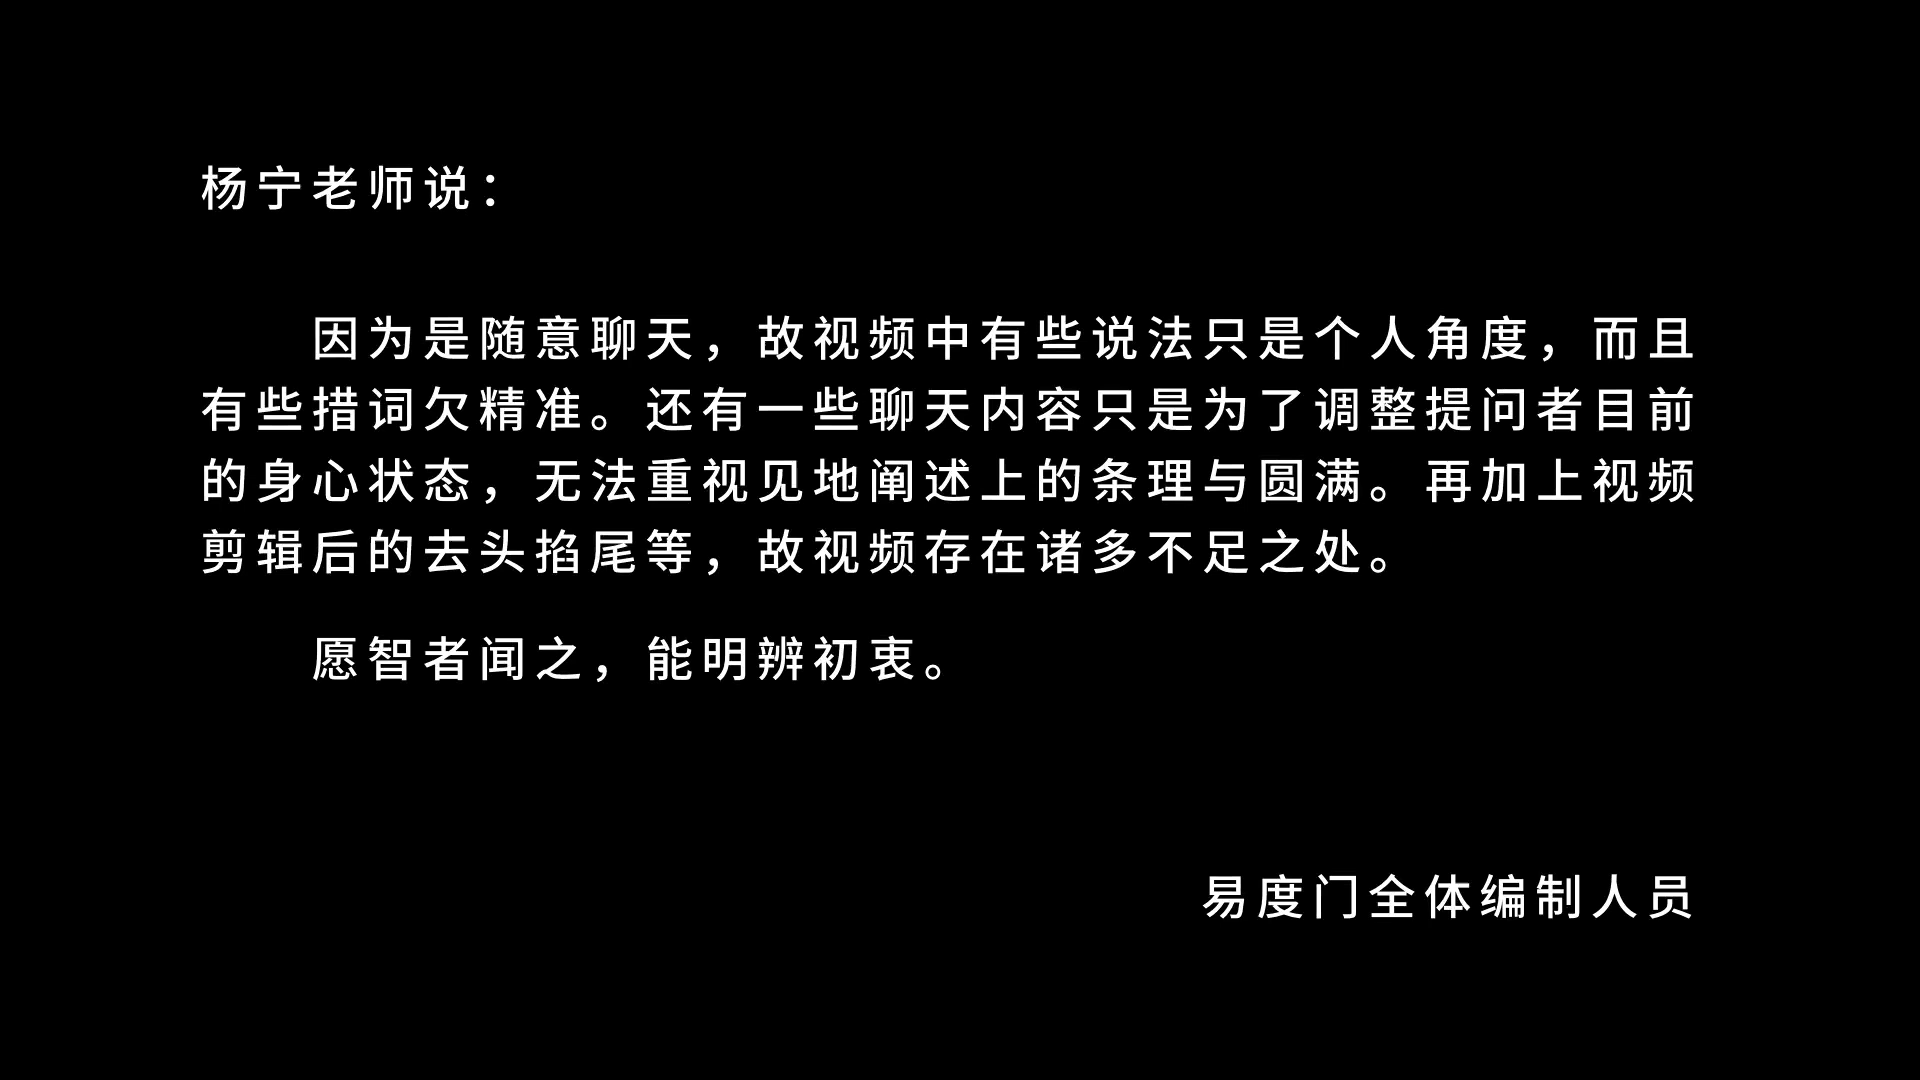 杨宁老师说：
因为是随意聊天，故视频中有些说法只是个人角度，而且
有些措词欠精准。还有一些聊天内容只是为了调整提问者目前
的身心状态，无法重视见地阐述上的条理与圆满。再加上视频
剪辑后的去头掐尾等，故视频存在诸多不足之处。
愿智者闻之，能明辨初衷。
易度门全体编制人员